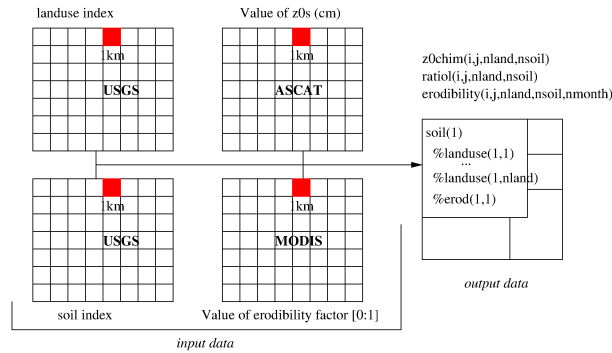 landuse index
Value of z0s (cm)
1km
USGS
1km
ASCAT
z0chim(i,j,nland,nsoil)
ratiol(i,j,nland,nsoil)
erodibility(i,j,nland,nsoil,nmonth)
soil(1)
%landuse(1,1)
...
%landuse(1,nland)
%erod(1,1)
1km
USGS
1km
MODIS
soil index
Value of erodibility factor [0:1]
input data
output data